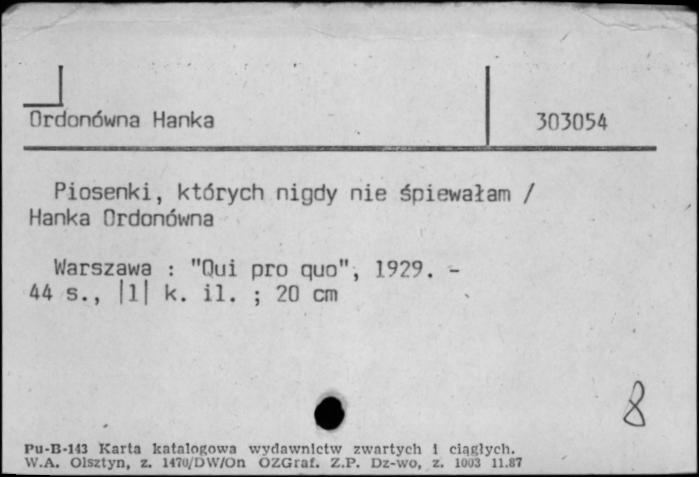 Ordonówna Hanka
303054
Piosenki, których nigdy nie śpiewałam /
Hanka Ordonówna
Warszawa : "Qui pro quo", 1929. -
44 s., |1| k. il. ; 20 cm
8
Pu-B-143 Karta katalogowa wydawnictw zwartych i ciągłych.
W.A. Olsztyn, z. 1470/DW/On OZGraf. Z.P. Dz-wo, z. 1003 11.87